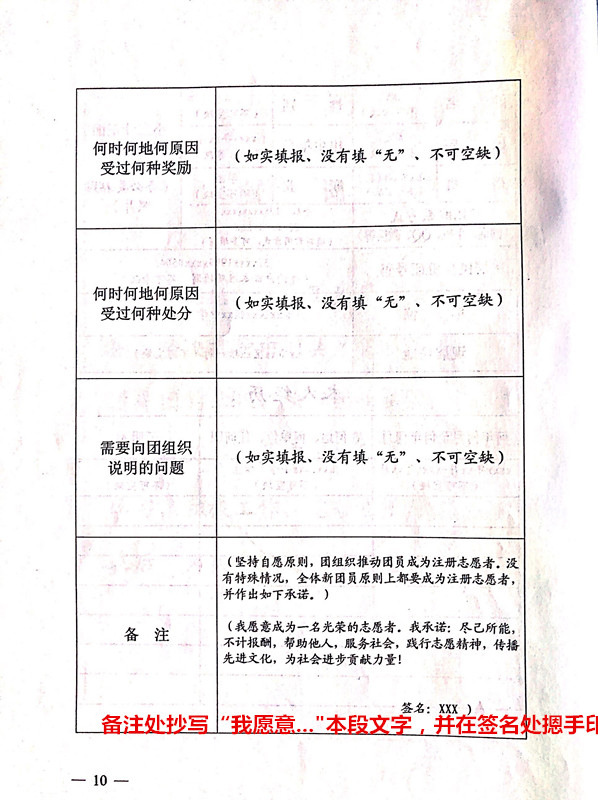 何时何地何原因
受过何种奖励
（如实填报、没有填“无”、不可空缺）
何时何地何原因
受过何种处分
（如实填报、没有填“无”、不可空缺）
需要向团组织
说明的问题
（如实填报、没有填“无”、不可空缺）
备 注
（坚持自愿原则，团组织推动团员成为注册志愿者。没
有特殊情况，全体新团员原则上都要成为注册志愿者，
并作出如下承诺。）
（我愿意成为一名光荣的志愿者。我承诺：尽己所能，
不计报酬，帮助他人，服务社会，践行志愿精神，传播
先进文化，为社会进步贡献力量！
签名：XXX ）
备注处抄写“我愿意..."本段文字，并在签名处摁手印
— 10 —